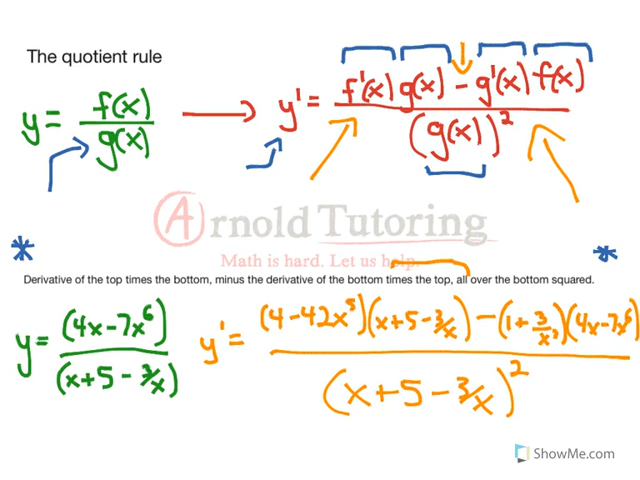 The quotient rule
y = f(x)/g(x) → y' = f'(x) g(x) - g'(x) f(x) / (g(x))²
Arnold Tutoring
Math is hard. Let us help.
* *
Derivative of the top times the bottom, minus the derivative of the bottom times the top, all over the bottom squared.
y = (4x-7x⁶)/(x+5-3/x) y' = (4-42x⁵)(x+5-3/x) - (1+3/x²)(4x-7x⁶) / (x+5-3/x)²
ShowMe.com